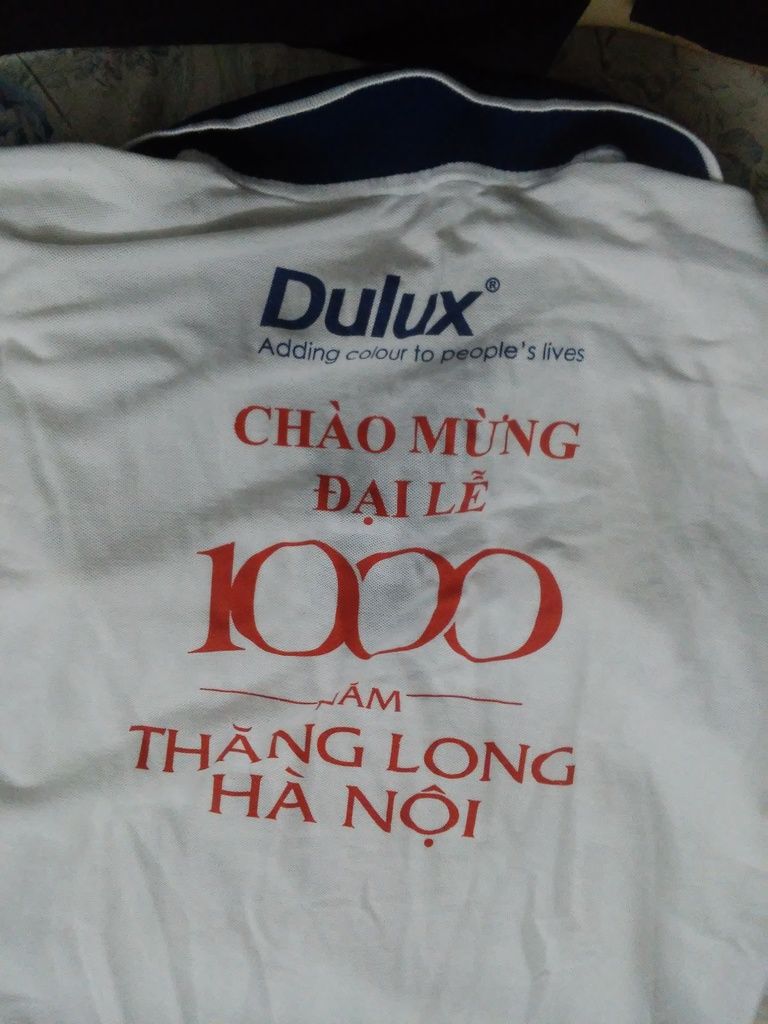 Dulux®
Adding colour to people's lives
CHÀO MỪNG
ĐẠI LỄ
1000
NĂM
THĂNG LONG
HÀ NỘI